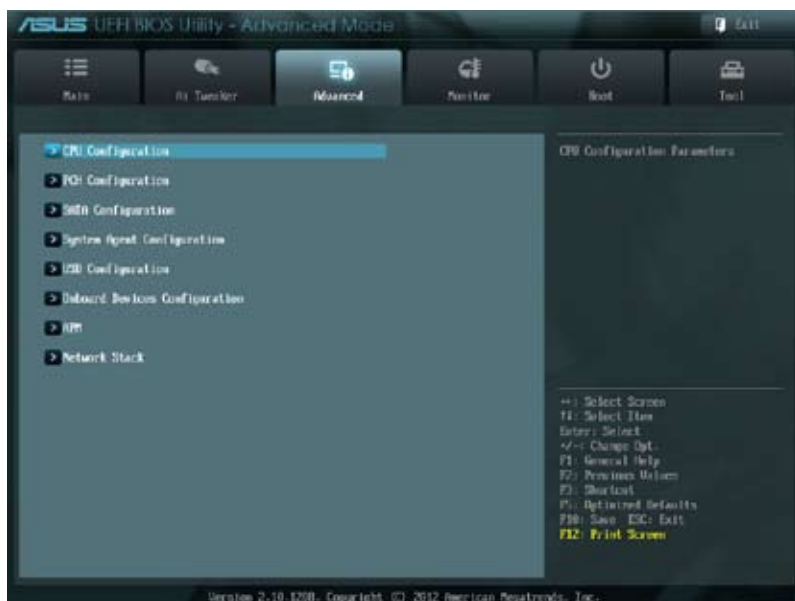 ASUS UEFI BIOS Utility - Advanced Mode
Exit
Main
Ai Tweaker
Advanced
Monitor
Boot
Tool
> CPU Configuration
> PCH Configuration
> SATA Configuration
> System Agent Configuration
> USB Configuration
> Onboard Devices Configuration
> APM
> Network Stack
CPU Configuration Parameters
→←: Select Screen
↑↓: Select Item
Enter: Select
+/-: Change Opt.
F1: General Help
F2: Previous Values
F3: Shortcut
F5: Optimized Defaults
F10: Save ESC: Exit
F12: Print Screen
Version 2.10.1208. Copyright (C) 2012 American Megatrends, Inc.